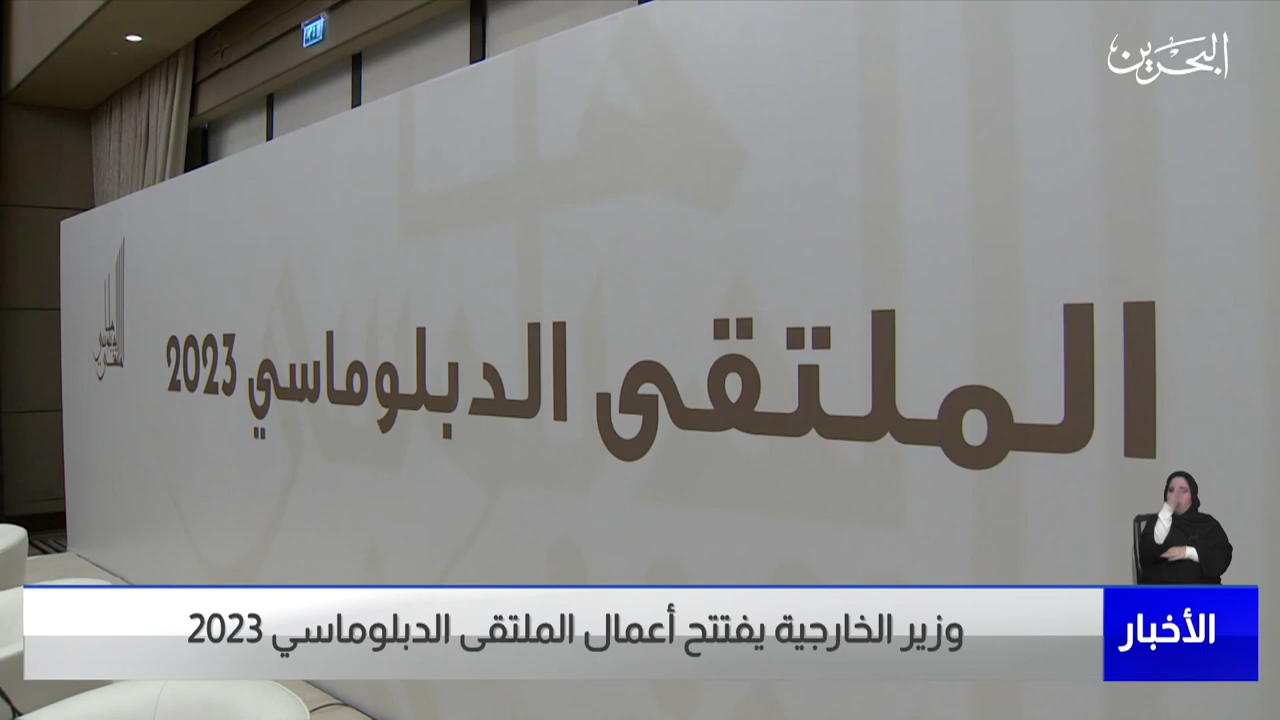 البحرين
الملتقى الدبلوماسي 2023
الأخبار
وزير الخارجية يفتتح أعمال الملتقى الدبلوماسي 2023